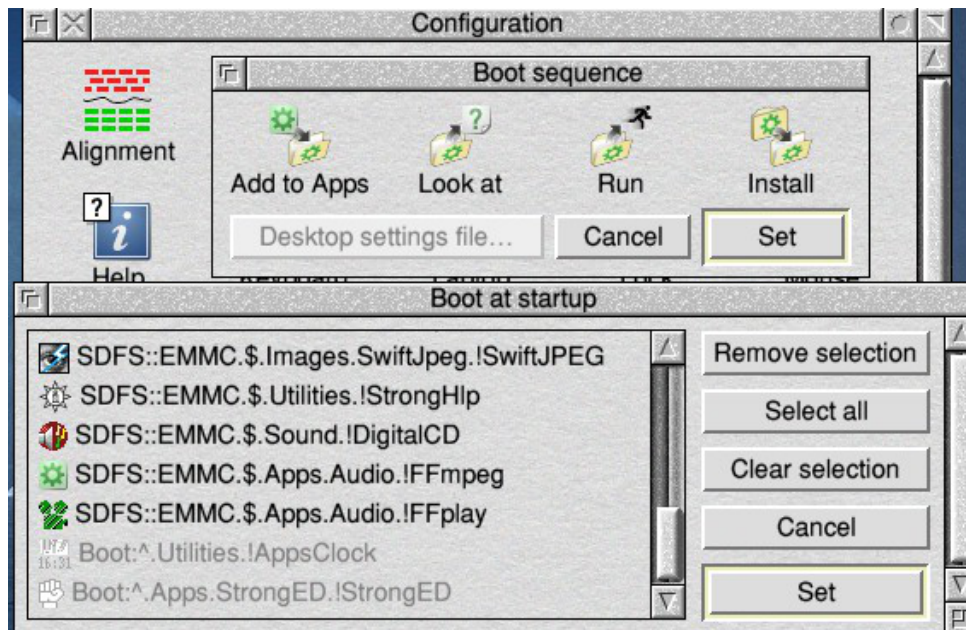 Configuration
Boot sequence
Alignment
Add to Apps
Look at
Run
Install
?
Desktop settings file...
Cancel
Set
Help
Boot at startup
SDFS::EMMC.$.Images.SwiftJpeg.!SwiftJPEG
SDFS::EMMC.$.Utilities.!StrongHlp
SDFS::EMMC.$.Sound.!DigitalCD
SDFS::EMMC.$.Apps.Audio.!FFmpeg
SDFS::EMMC.$.Apps.Audio.!FFplay
Boot:^.Utilities.!AppsClock
Boot:^.Apps.StrongED.!StrongED
Remove selection
Select all
Clear selection
Cancel
Set